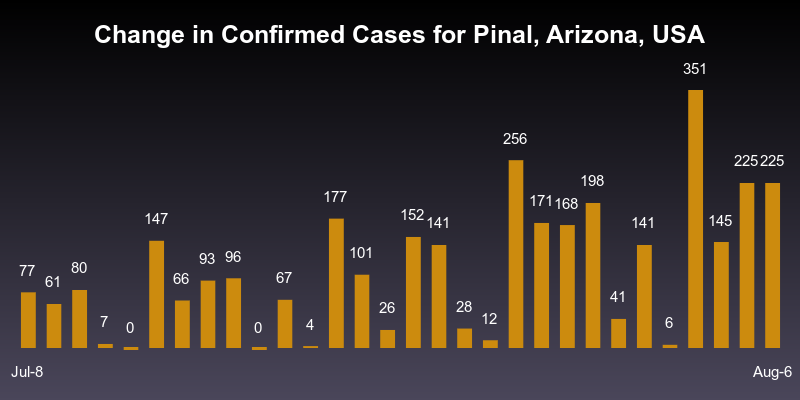 Change in Confirmed Cases for Pinal, Arizona, USA
77 61 80 7 0 147 66 93 96 0 67 4 177 101 26 152 141 28 12 256 171 168 198 41 141 6 351 145 225 225
Jul-8 Aug-6